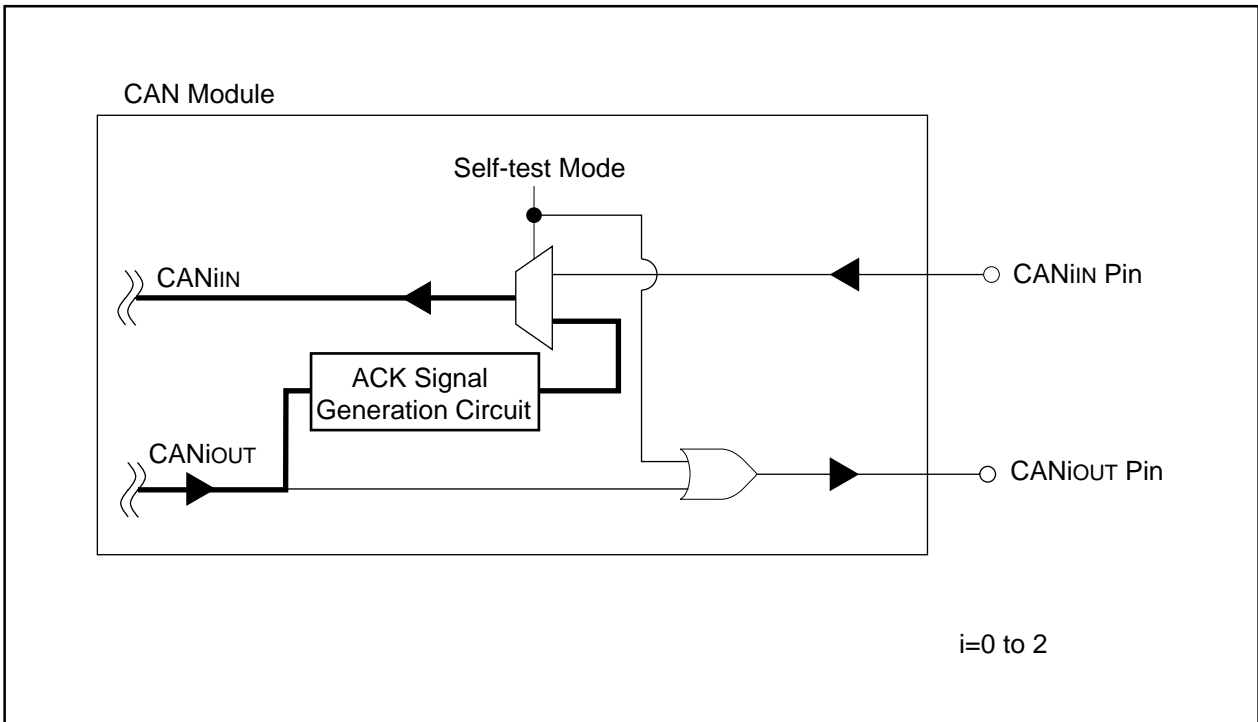 CAN Module
Self-test Mode
CANiIN
CANiIN Pin
ACK Signal
Generation Circuit
CANiOUT
CANiOUT Pin
i=0 to 2